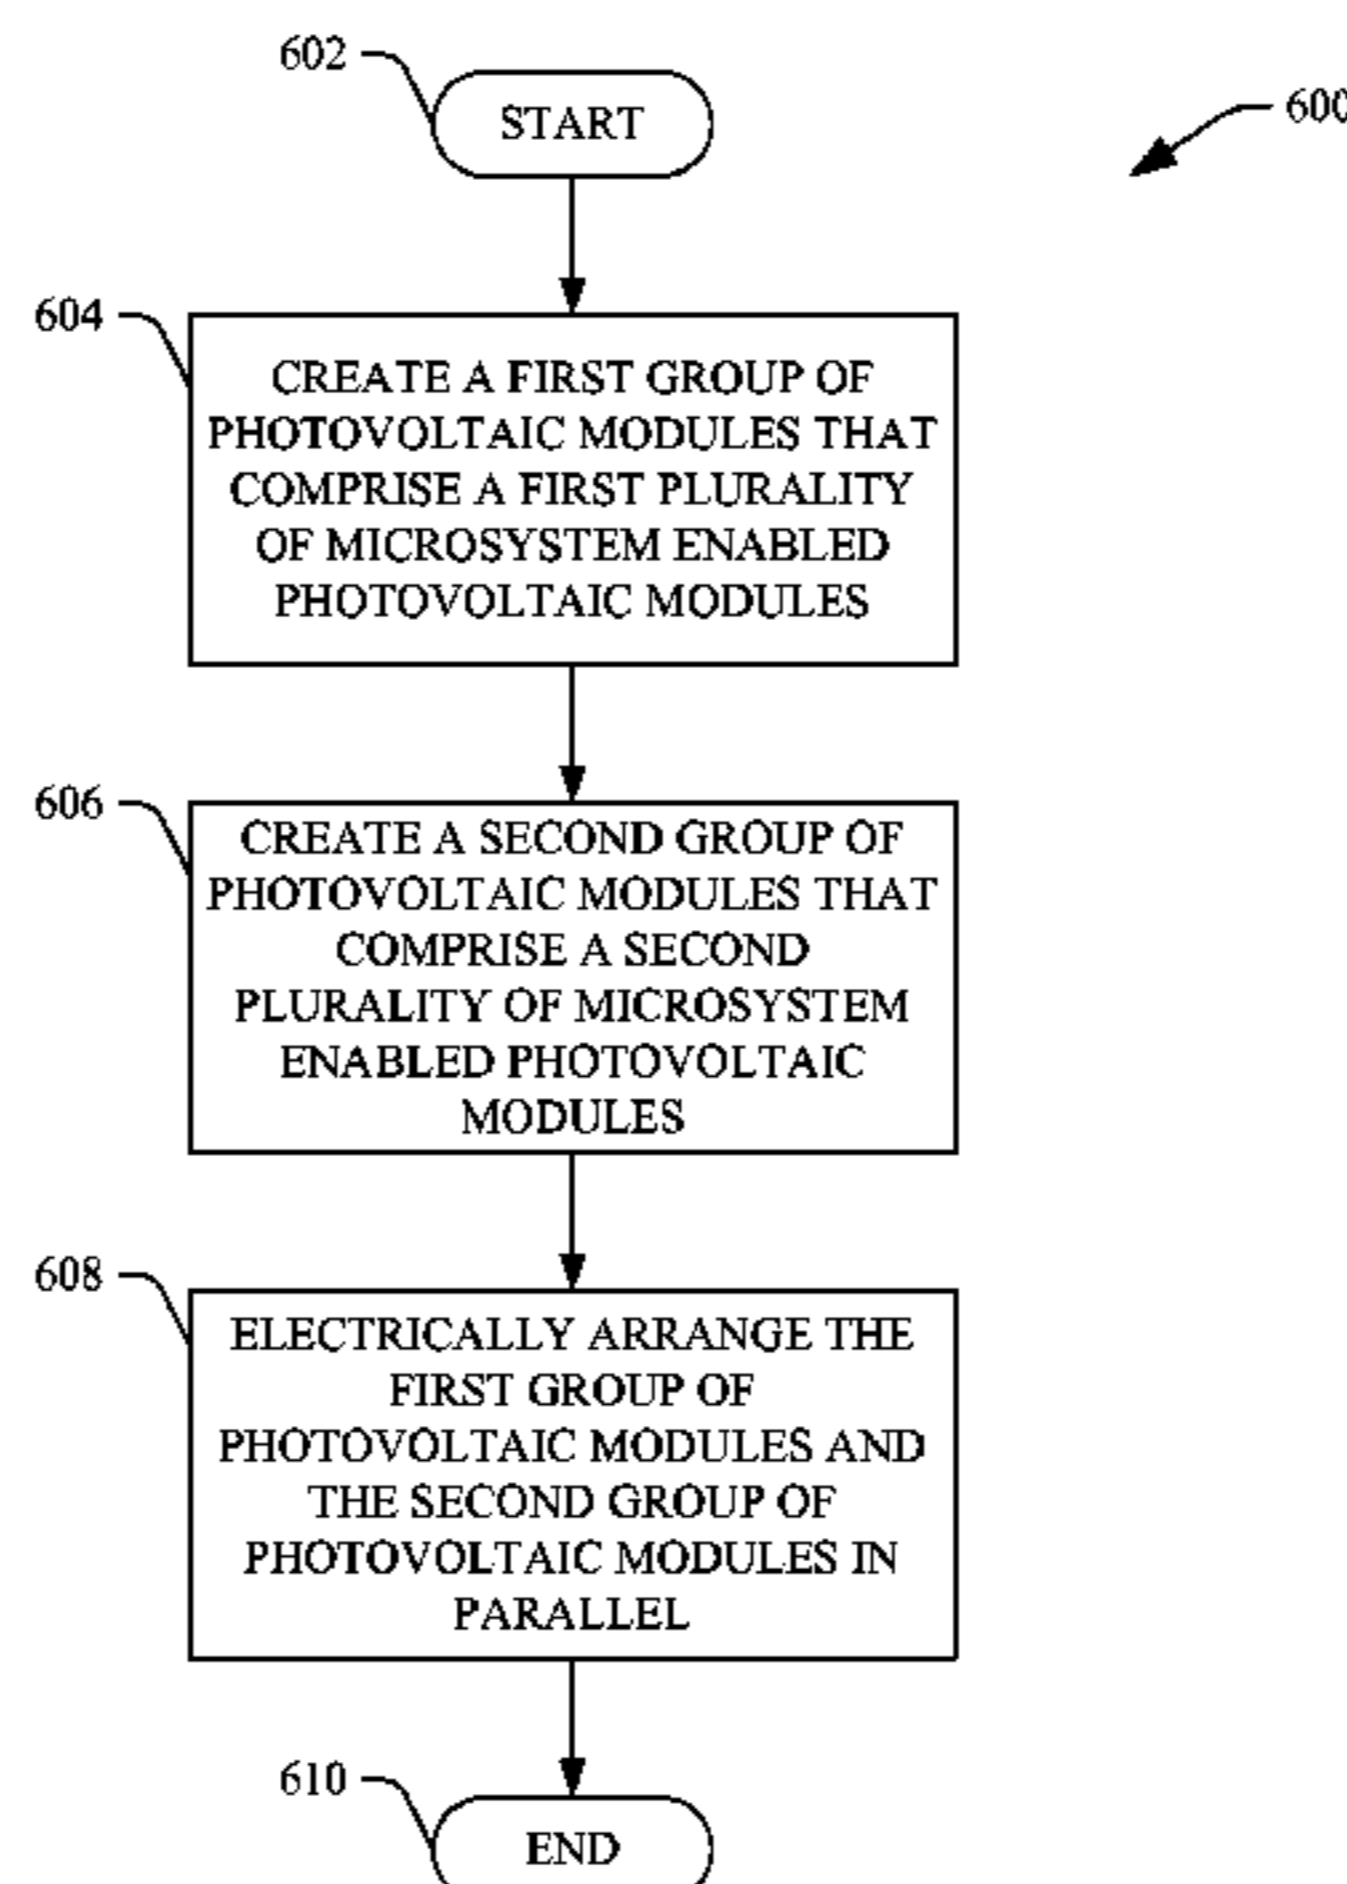 602
START
600
604
CREATE A FIRST GROUP OF
PHOTOVOLTAIC MODULES THAT
COMPRISE A FIRST PLURALITY
OF MICROSYSTEM ENABLED
PHOTOVOLTAIC MODULES
606
CREATE A SECOND GROUP OF
PHOTOVOLTAIC MODULES THAT
COMPRISE A SECOND
PLURALITY OF MICROSYSTEM
ENABLED PHOTOVOLTAIC
MODULES
608
ELECTRICALLY ARRANGE THE
FIRST GROUP OF
PHOTOVOLTAIC MODULES AND
THE SECOND GROUP OF
PHOTOVOLTAIC MODULES IN
PARALLEL
610
END